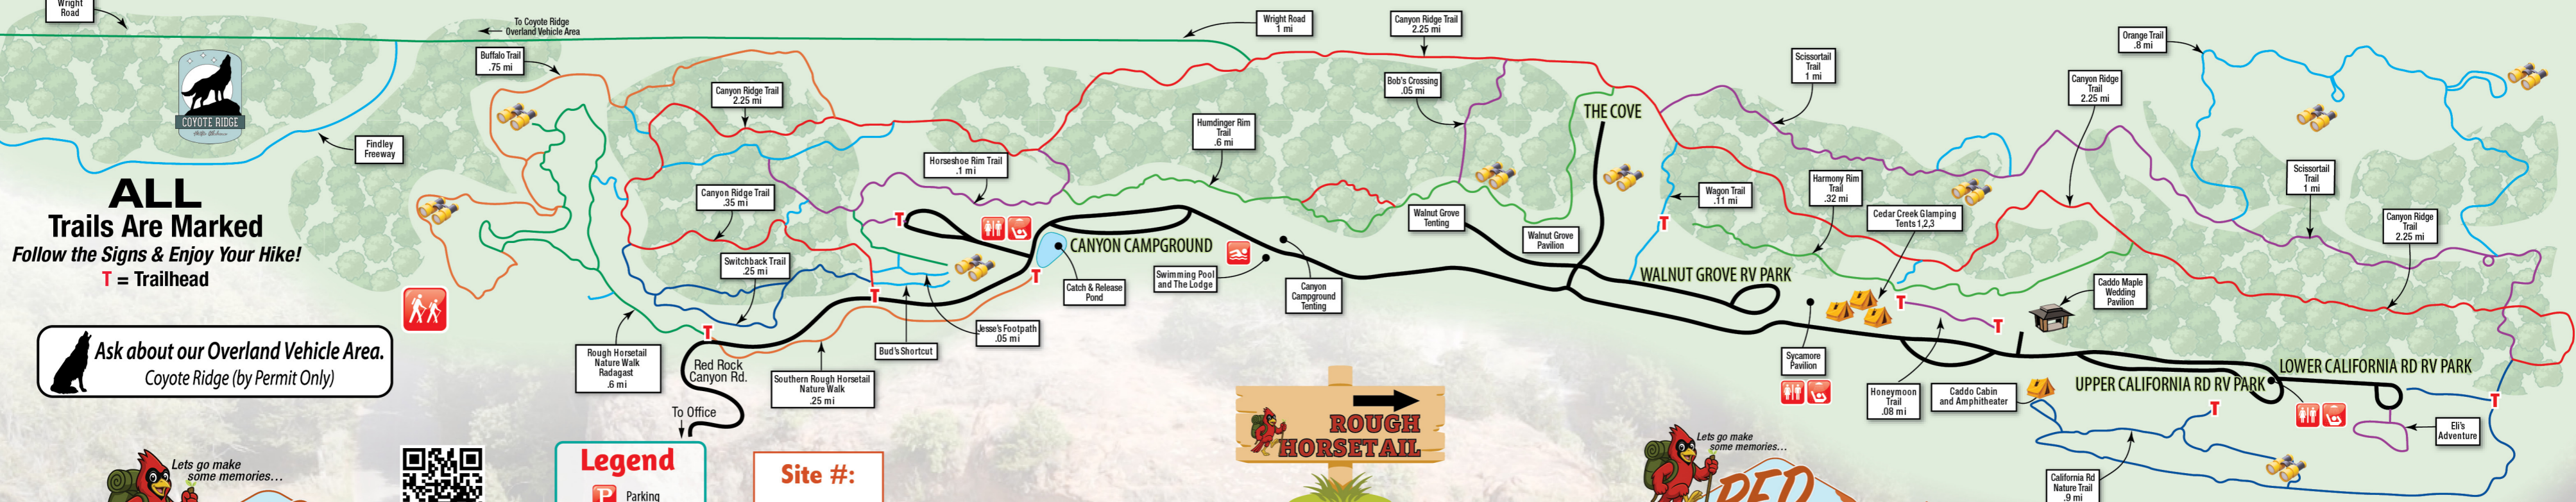 Wright
Road
To Coyote Ridge
Overland Vehicle Area
Buffalo Trail
.75 mi
COYOTE RIDGE
Findley
Freeway
ALL
Trails Are Marked
Follow the Signs & Enjoy Your Hike!
T = Trailhead
Ask about our Overland Vehicle Area.
Coyote Ridge (by Permit Only)
Canyon Ridge Trail
2.25 mi
Wright Road
1 mi
Canyon Ridge Trail
2.25 mi
Bob's Crossing
.05 mi
Humdinger Rim
Trail
.6 mi
Horseshoe Rim Trail
.1 mi
Canyon Ridge Trail
.35 mi
Switchback Trail
.25 mi
T
T
T
T
CANYON CAMPGROUND
Catch & Release
Pond
Swimming Pool
and The Lodge
Canyon
Campground
Tenting
Walnut Grove
Tenting
Walnut Grove
Pavilion
THE COVE
Jesse's Footpath
.05 mi
Bud's Shortcut
Rough Horsetail
Nature Walk
Radagast
.6 mi
Red Rock
Canyon Rd.
Southern Rough Horsetail
Nature Walk
.25 mi
To Office
Scissortail
Trail
1 mi
Orange Trail
.8 mi
Canyon Ridge
Trail
2.25 mi
Wagon Trail
.11 mi
T
Harmony Rim
Trail
.32 mi
Cedar Creek Glamping
Tents 1,2,3
Scissortail
Trail
1 mi
Canyon Ridge
Trail
2.25 mi
WALNUT GROVE RV PARK
Caddo Maple
Wedding
Pavilion
T
T
Sycamore
Pavilion
Honeymoon
Trail
.08 mi
Caddo Cabin
and Amphitheater
UPPER CALIFORNIA RD RV PARK
LOWER CALIFORNIA RD RV PARK
T
T
Eli's
Adventure
California Rd
Nature Trail
.9 mi
Lets go make
some memories...
Legend
P Parking
Site #:
ROUGH
HORSETAIL
Lets go make
some memories...
RED